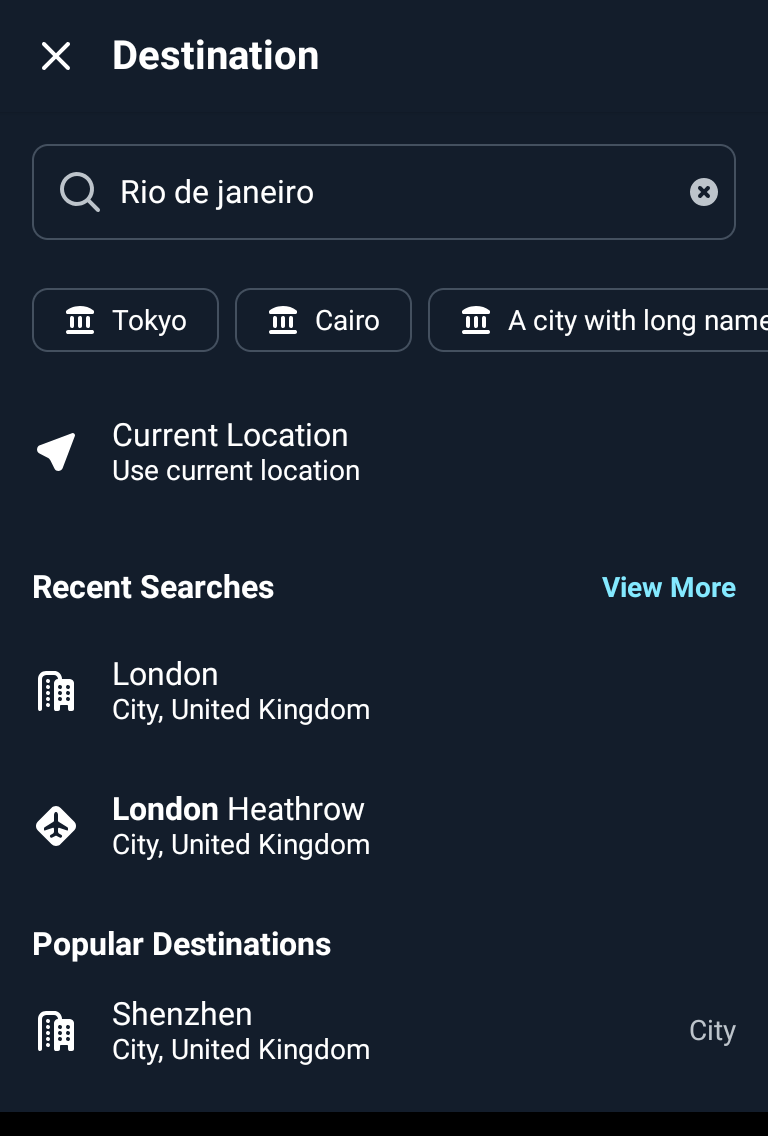 Destination
Rio de janeiro
Tokyo
Cairo
A city with long name
Current Location
Use current location
Recent Searches
View More
London
City, United Kingdom
London Heathrow
City, United Kingdom
Popular Destinations
Shenzhen
City, United Kingdom
City